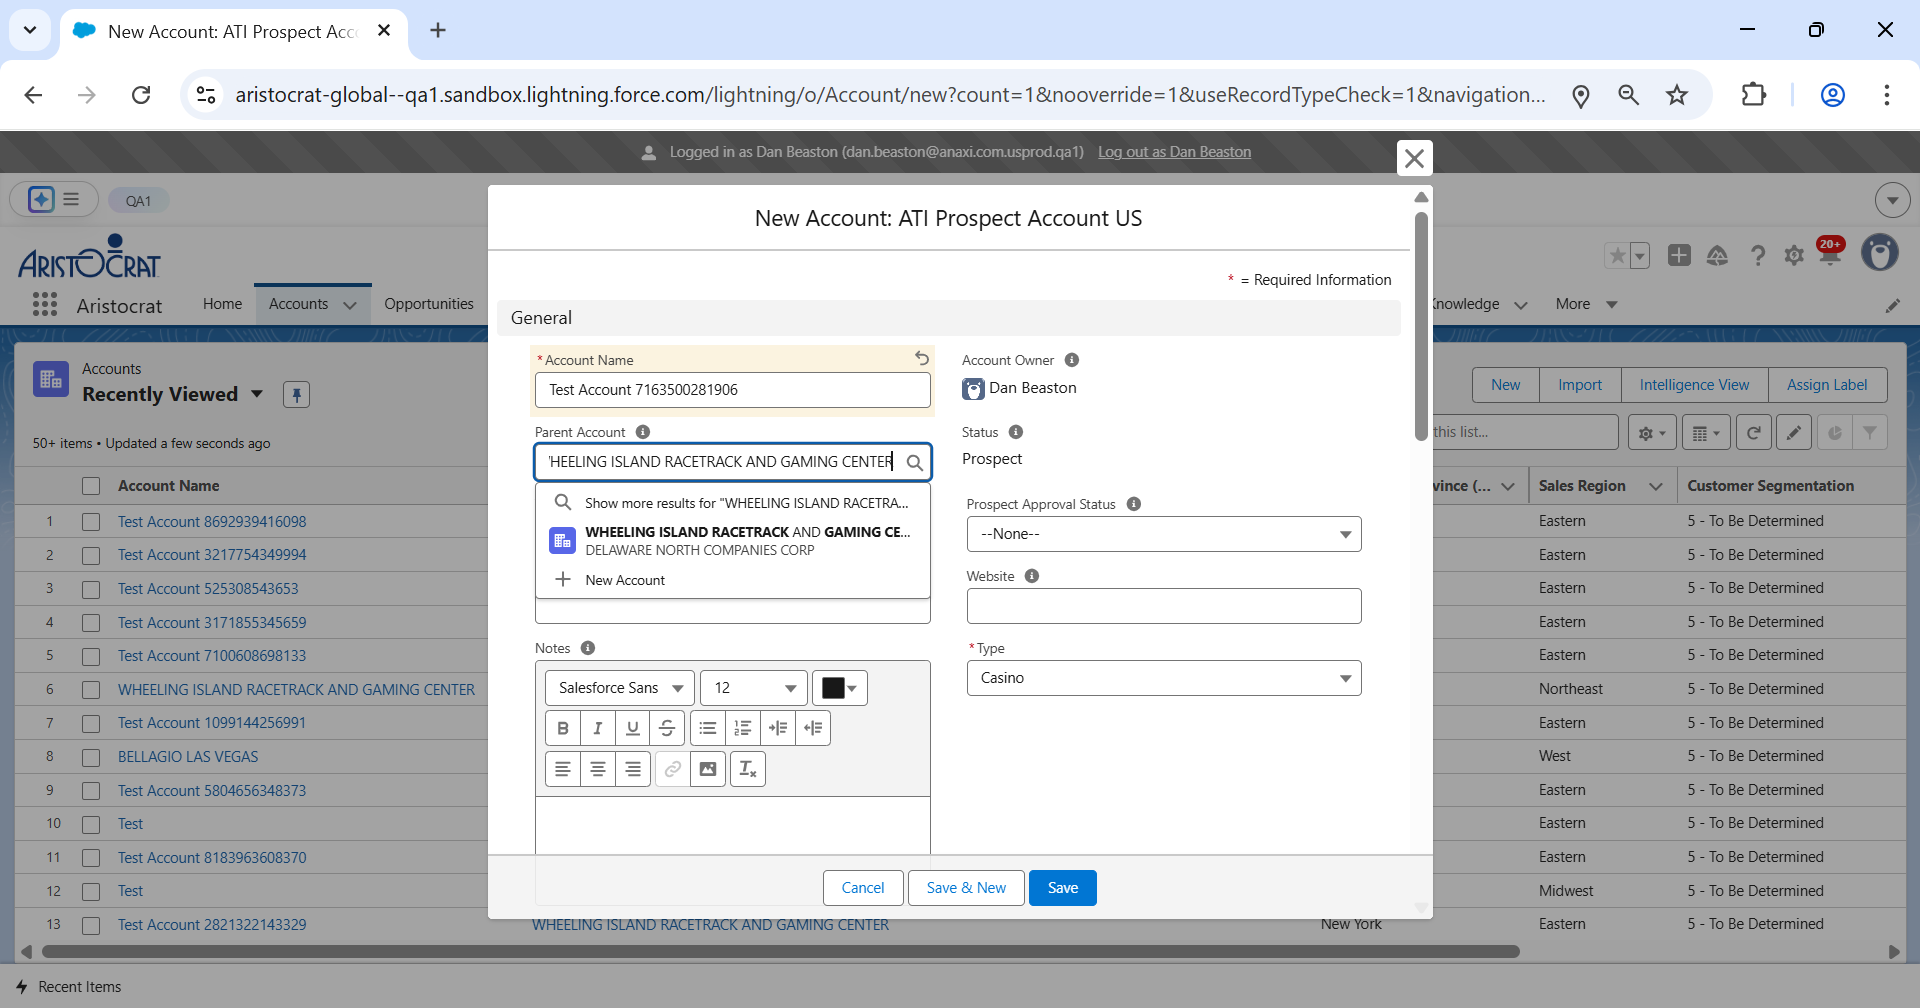 New Account: ATI Prospect Acc
aristocrat-global--qa1.sandbox.lightning.force.com/lightning/o/Account/new?count=1&nooverride=1&useRecordTypeCheck=1&navigation...
Logged in as Dan Beaston (dan.beaston@anaxi.com.usprod.qa1) Log out as Dan Beaston
QA1
ARISTOCRAT
20+
Aristocrat
Home
Accounts
Opportunities
Knowledge
More
Accounts
Recently Viewed
New
Import
Intelligence View
Assign Label
50+ items • Updated a few seconds ago
this list...
Account Name
vince (...
Sales Region
Customer Segmentation
1 Test Account 8692939416098 Eastern 5 - To Be Determined
2 Test Account 3217754349994 Eastern 5 - To Be Determined
3 Test Account 525308543653 Eastern 5 - To Be Determined
4 Test Account 3171855345659 Eastern 5 - To Be Determined
5 Test Account 7100608698133 Eastern 5 - To Be Determined
6 WHEELING ISLAND RACETRACK AND GAMING CENTER Northeast 5 - To Be Determined
7 Test Account 1099144256991 Eastern 5 - To Be Determined
8 BELLAGIO LAS VEGAS West 5 - To Be Determined
9 Test Account 5804656348373 Eastern 5 - To Be Determined
10 Test Eastern 5 - To Be Determined
11 Test Account 8183963608370 Eastern 5 - To Be Determined
12 Test Midwest 5 - To Be Determined
13 Test Account 2821322143329 WHEELING ISLAND RACETRACK AND GAMING CENTER New York Eastern 5 - To Be Determined
New Account: ATI Prospect Account US
* = Required Information
General
*Account Name
Test Account 7163500281906
Account Owner
Dan Beaston
Parent Account
HEELING ISLAND RACETRACK AND GAMING CENTER
Status
Prospect
Show more results for "WHEELING ISLAND RACETRA...
WHEELING ISLAND RACETRACK AND GAMING CE...
DELAWARE NORTH COMPANIES CORP
New Account
Prospect Approval Status
--None--
Website
Notes
*Type
Casino
Salesforce Sans
12
Cancel
Save & New
Save
Recent Items